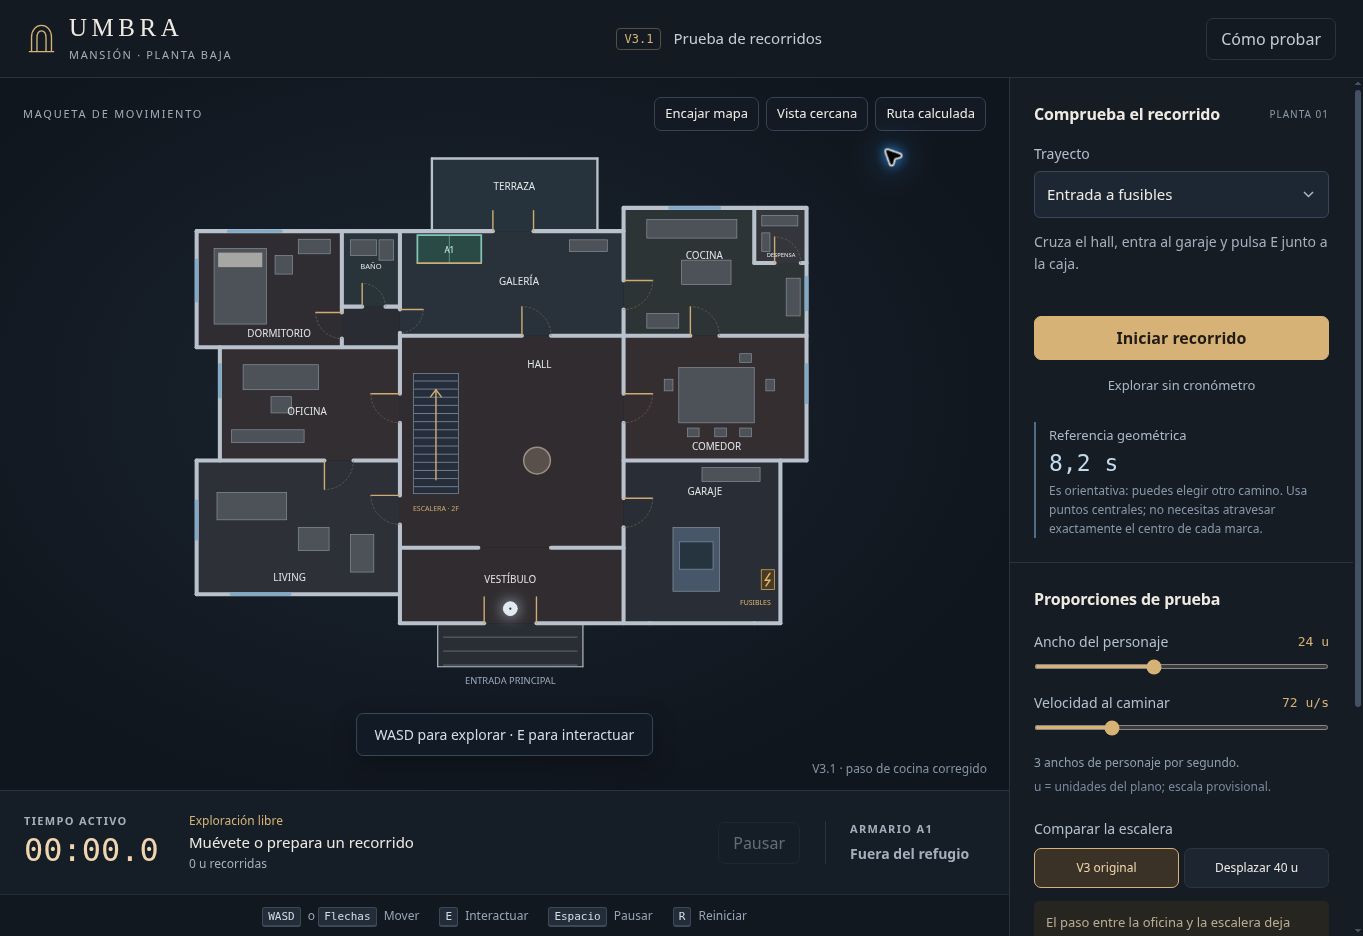 UMBRA
MANSIÓN · PLANTA BAJA
V3.1 Prueba de recorridos
Cómo probar
MAQUETA DE MOVIMIENTO
Encajar mapa
Vista cercana
Ruta calculada
TERRAZA
A1
BAÑO
GALERÍA
COCINA
DESPENSA
DORMITORIO
HALL
OFICINA
COMEDOR
ESCALERA · 2F
GARAJE
LIVING
VESTÍBULO
FUSIBLES
ENTRADA PRINCIPAL
WASD para explorar · E para interactuar
V3.1 · paso de cocina corregido
TIEMPO ACTIVO
00:00.0
Exploración libre
Muévete o prepara un recorrido
0 u recorridas
Pausar
ARMARIO A1
Fuera del refugio
WASD o Flechas Mover E Interactuar Espacio Pausar R Reiniciar
Comprueba el recorrido
PLANTA 01
Trayecto
Entrada a fusibles
Cruza el hall, entra al garaje y pulsa E junto a
la caja.
Iniciar recorrido
Explorar sin cronómetro
Referencia geométrica
8,2 s
Es orientativa: puedes elegir otro camino. Usa
puntos centrales; no necesitas atravesar
exactamente el centro de cada marca.
Proporciones de prueba
Ancho del personaje 24 u
Velocidad al caminar 72 u/s
3 anchos de personaje por segundo.
u = unidades del plano; escala provisional.
Comparar la escalera
V3 original
Desplazar 40 u
El paso entre la oficina y la escalera deja